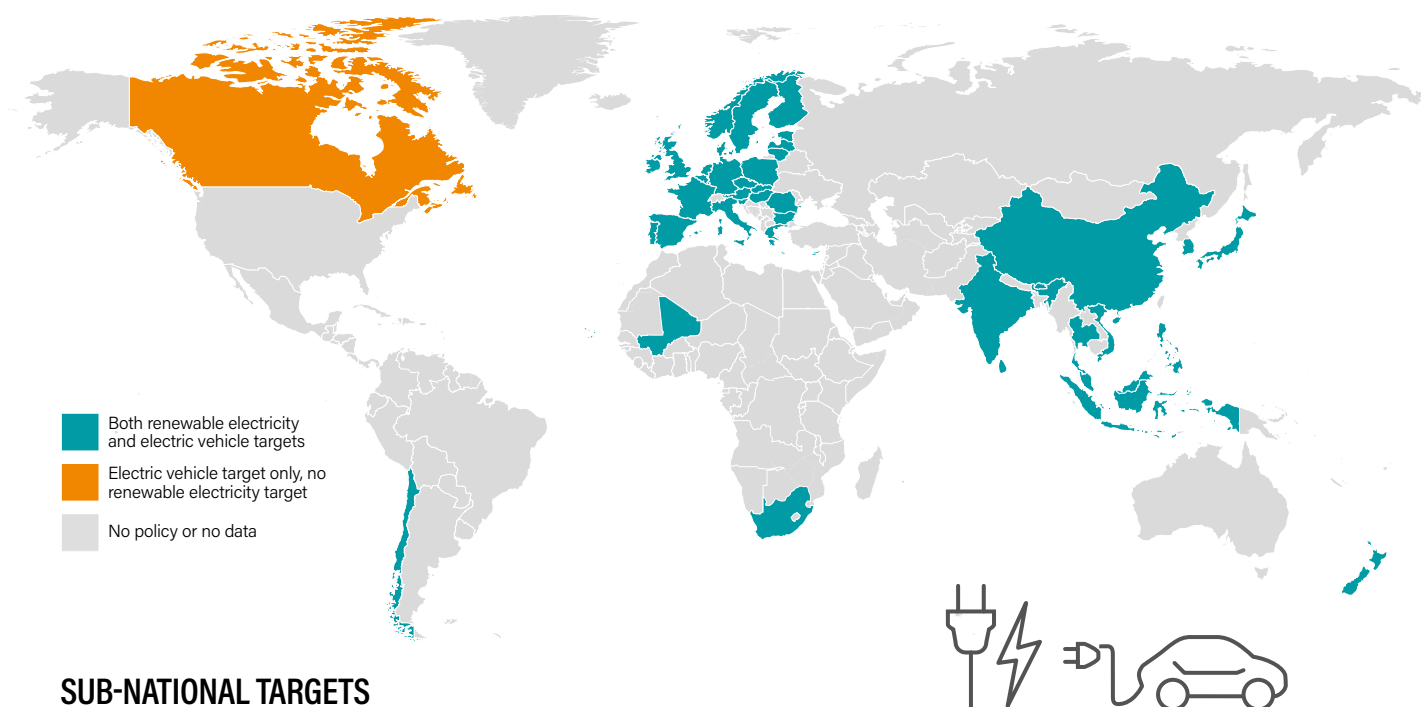 Both renewable electricity
and electric vehicle targets
Electric vehicle target only, no
renewable electricity target
No policy or no data
SUB-NATIONAL TARGETS